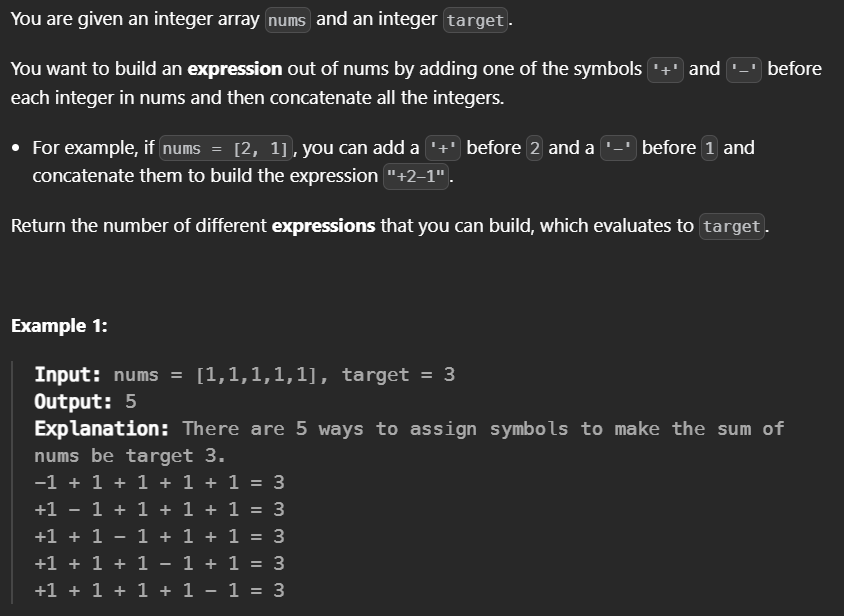 You are given an integer array nums and an integer target.
You want to build an expression out of nums by adding one of the symbols '+' and '-' before
each integer in nums and then concatenate all the integers.
• For example, if nums = [2, 1], you can add a '+' before 2 and a '-' before 1 and
concatenate them to build the expression "+2-1".
Return the number of different expressions that you can build, which evaluates to target.
Example 1:
Input: nums = [1,1,1,1,1], target = 3
Output: 5
Explanation: There are 5 ways to assign symbols to make the sum of
nums be target 3.
-1 + 1 + 1 + 1 + 1 = 3
+1 - 1 + 1 + 1 + 1 = 3
+1 + 1 - 1 + 1 + 1 = 3
+1 + 1 + 1 - 1 + 1 = 3
+1 + 1 + 1 + 1 - 1 = 3